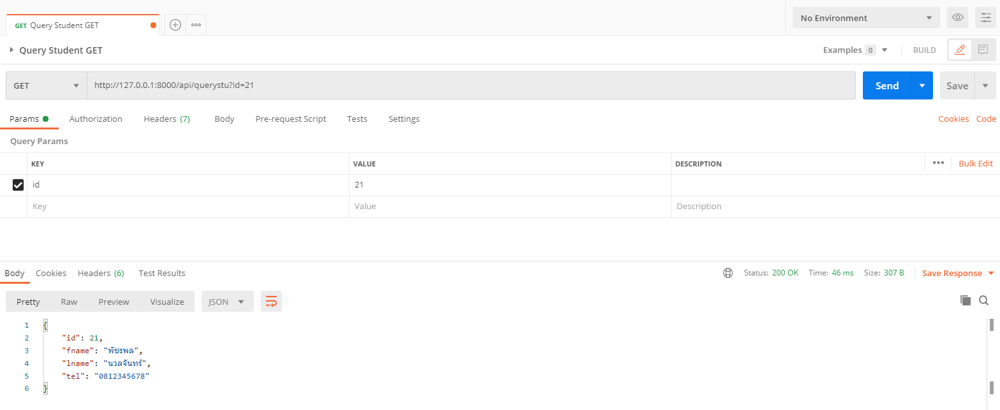 GET Query Student GET
No Environment
Query Student GET
Examples 0
BUILD
GET
http://127.0.0.1:8000/api/querystu?id=21
Send
Save
Params Authorization Headers (7) Body Pre-request Script Tests Settings
Cookies Code
Query Params
KEY VALUE DESCRIPTION Bulk Edit
id 21
Key Value Description
Body Cookies Headers (6) Test Results
Status: 200 OK Time: 46 ms Size: 307 B Save Response
Pretty Raw Preview Visualize JSON
1 {
2 "id": 21,
3 "fname": "พัชรพล",
4 "lname": "นวลจันทร์",
5 "tel": "0812345678"
6 }